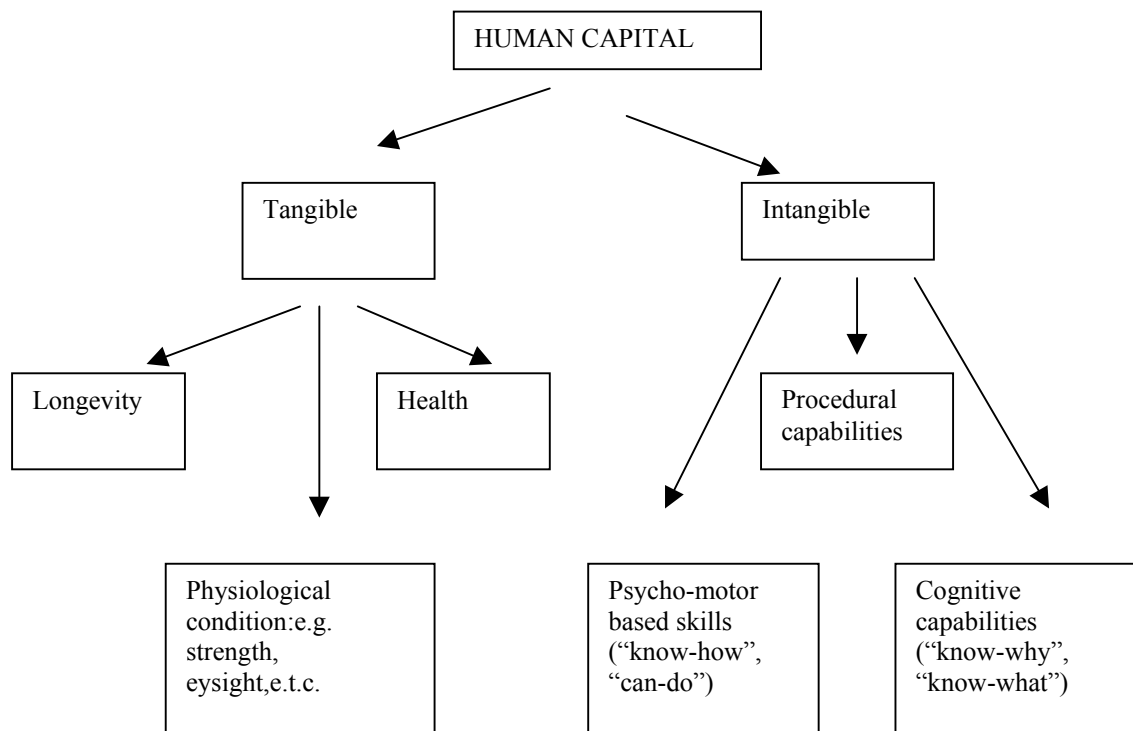 HUMAN CAPITAL
Tangible
Intangible
Longevity
Health
Procedural
capabilities
Physiological
condition:e.g.
strength,
eysight,e.t.c.
Psycho-motor
based skills
(“know-how”,
“can-do”)
Cognitive
capabilities
(“know-why”,
“know-what”)